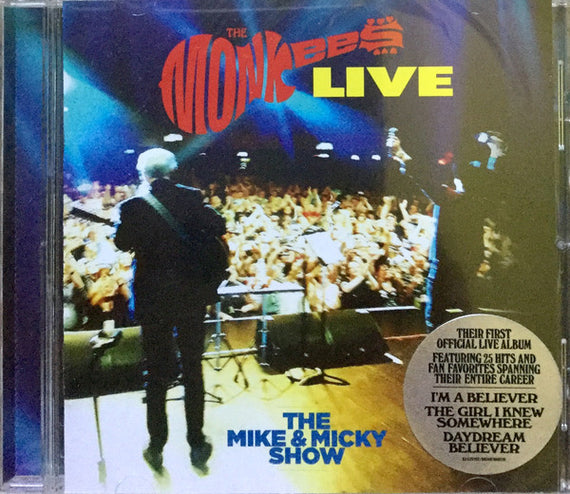 THE
MONKEES
LIVE
THEIR FIRST
OFFICIAL LIVE ALBUM
FEATURING 25 HITS AND
FAN FAVORITES SPANNING
THEIR ENTIRE CAREER
I'M A BELIEVER
THE GIRL I KNEW
SOMEWHERE
DAYDREAM
BELIEVER
THE
MIKE & MICKY
SHOW